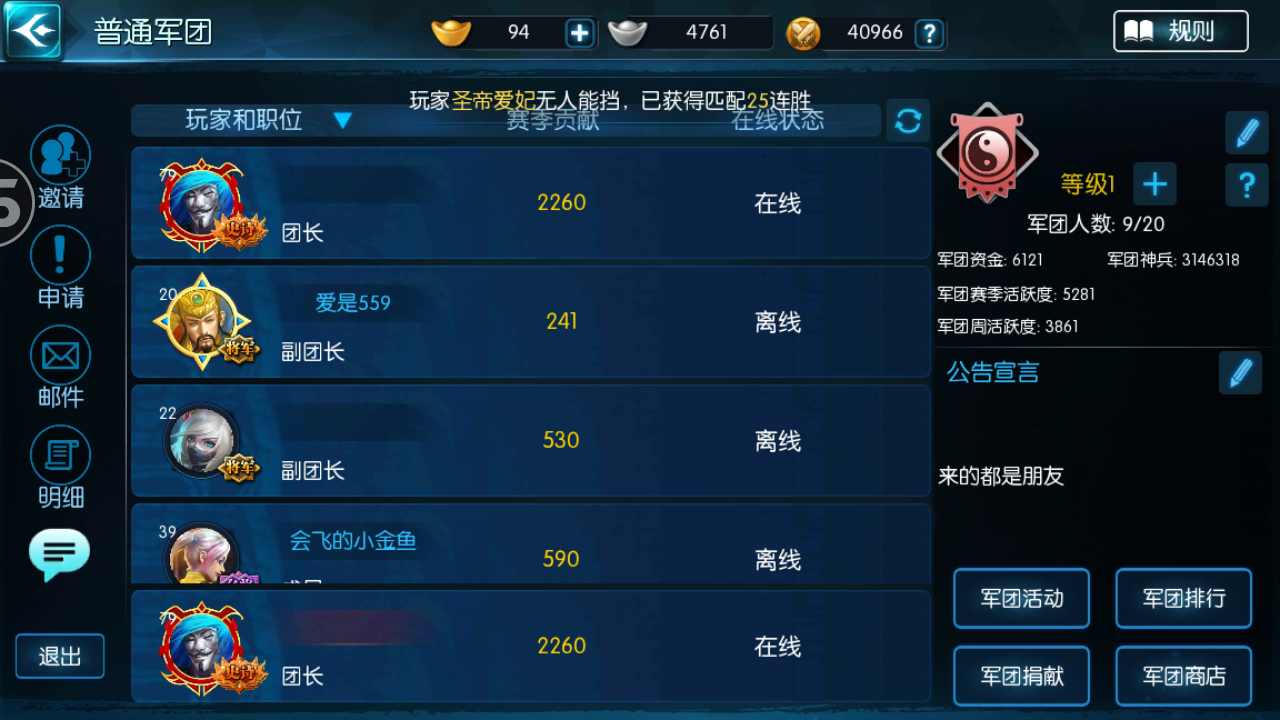 普通军团
94
4761
40966
?
规则
玩家圣帝爱妃无人能挡，已获得匹配25连胜
玩家和职位
赛季贡献
在线状态
邀请
申请
邮件
明细
退出
79
史诗
团长
2260
在线
20
将军
爱是559
副团长
241
离线
22
将军
副团长
530
离线
39
会飞的小金鱼
590
离线
79
史诗
团长
2260
在线
等级1
?
军团人数: 9/20
军团资金: 6121
军团神兵: 3146318
军团赛季活跃度: 5281
军团周活跃度: 3861
公告宣言
来的都是朋友
军团活动
军团排行
军团捐献
军团商店